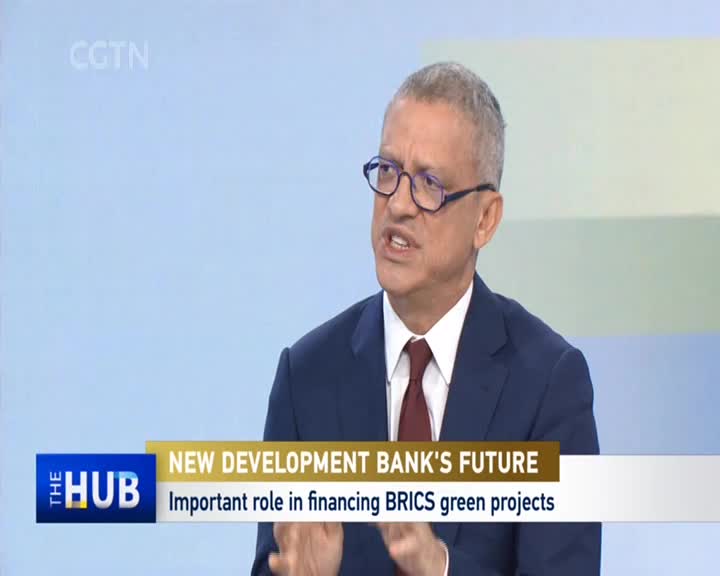 CGTN
THE HUB
NEW DEVELOPMENT BANK'S FUTURE
Important role in financing BRICS green projects